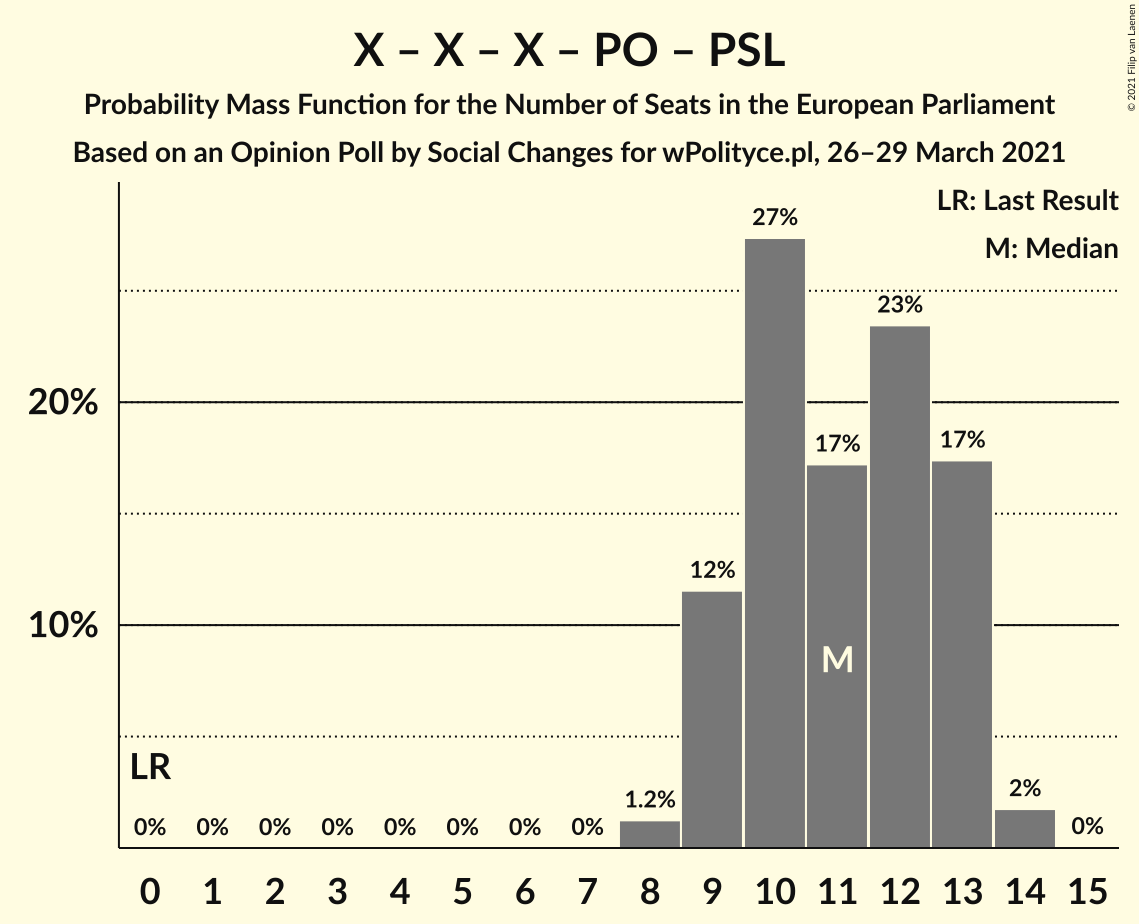 X – X – X – PO – PSL
Probability Mass Function for the Number of Seats in the European Parliament
Based on an Opinion Poll by Social Changes for wPolityce.pl, 26–29 March 2021
© 2021 Filip van Laenen
LR: Last Result
M: Median
27%
23%
20%
17%
17%
12%
10%
M
LR
2%
1.2%
0% 0% 0% 0% 0% 0% 0% 0% 0%
0 1 2 3 4 5 6 7 8 9 10 11 12 13 14 15